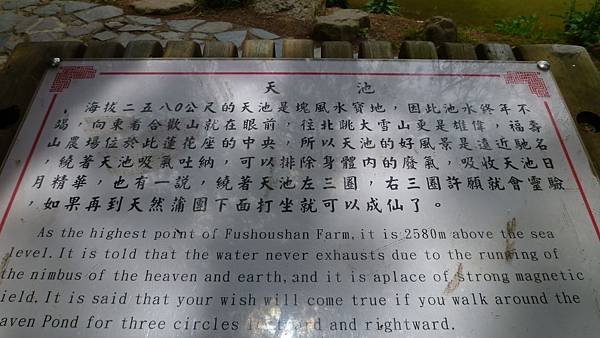 天　池
海拔二五八0公尺的天池是塊風水寶地，因此池水終年不
竭，向東看合歡山就在眼前，往北眺大雪山更是雄偉，福壽
山農場位於此蓮花座的中央，所以天池的好風景是遠近馳名
，繞著天池吸氣吐納，可以排除身體內的廢氣，吸收天池日
月精華，也有一說，繞著天池左三圈，右三圈許願就會靈驗
，如果再到天然蒲團下面打坐就可以成仙了。
As the highest point of Fushoushan Farm,it is 2580m above the sea
level.It is told that the water never exhausts due to the running of
the nimbus of the heaven and earth,and it is aplace of strong magnetic
ield.It is said that your wish will come true if you walk around the
aven Pond for three circles and rightward.